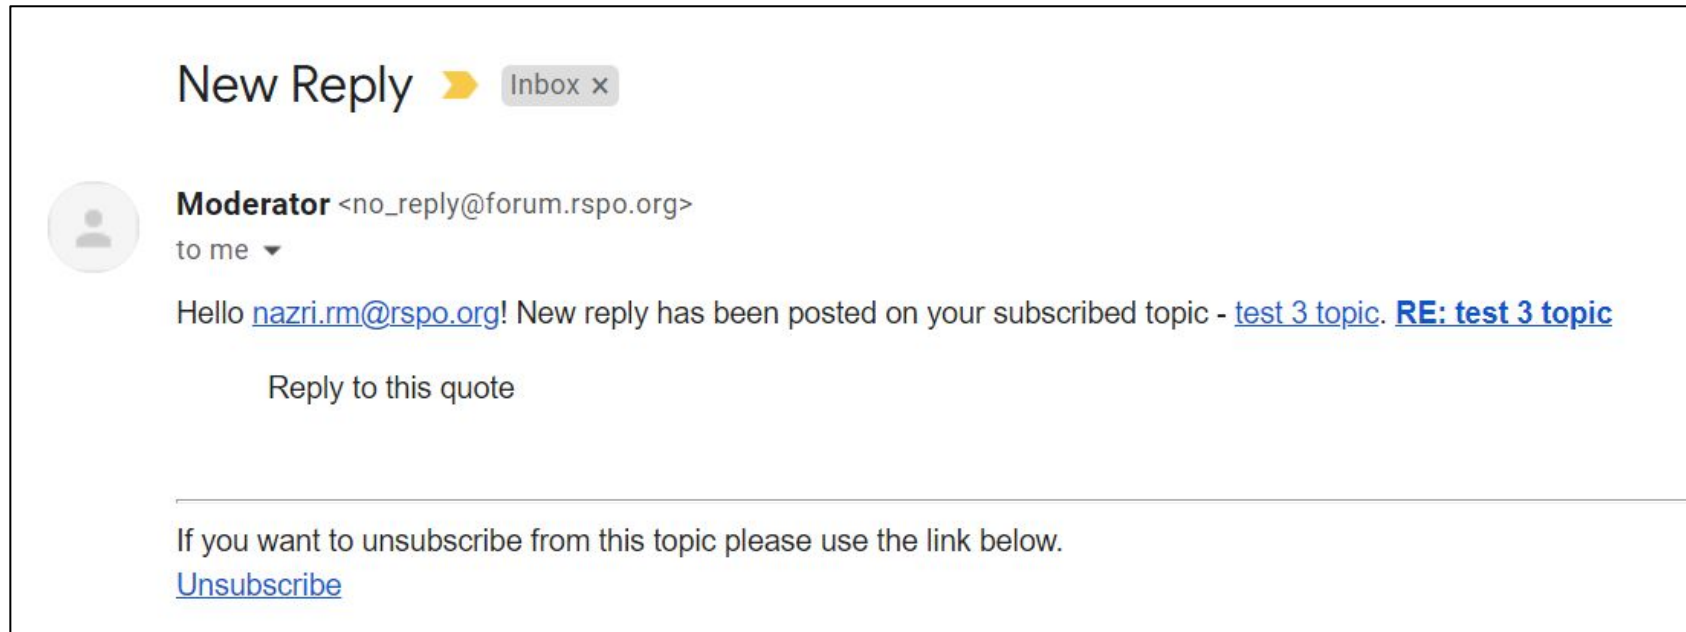 New Reply Inbox x
Moderator <no_reply@forum.rspo.org>
to me
Hello nazri.rm@rspo.org! New reply has been posted on your subscribed topic - test 3 topic. RE: test 3 topic
Reply to this quote
If you want to unsubscribe from this topic please use the link below.
Unsubscribe